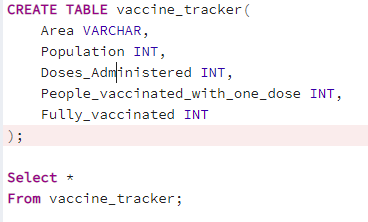 CREATE TABLE vaccine_tracker(
    Area VARCHAR,
    Population INT,
    Doses_Administered INT,
    People_vaccinated_with_one_dose INT,
    Fully_vaccinated INT
);
Select *
From vaccine_tracker;